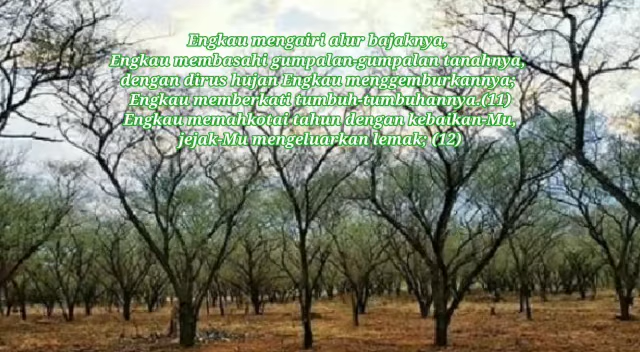 Engkau mengairi alur bajaknya,
Engkau membasahi gumpalan-gumpalan tanahnya,
dengan dirus hujan Engkau menggemburkannya;
Engkau memberkati tumbuh-tumbuhannya.(11)
Engkau memahkotai tahun dengan kebaikan-Mu,
jejak-Mu mengeluarkan lemak; (12)